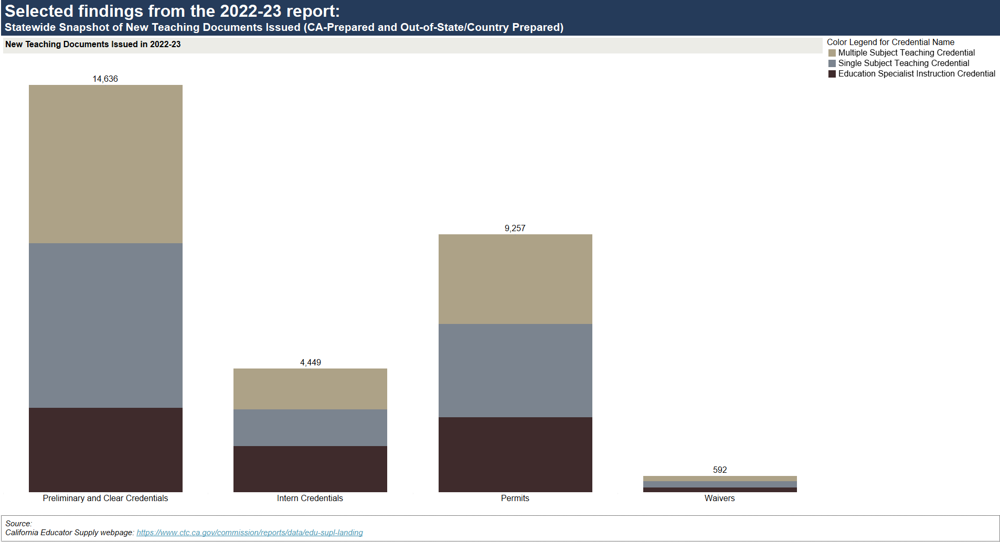 Selected findings from the 2022-23 report:
Statewide Snapshot of New Teaching Documents Issued (CA-Prepared and Out-of-State/Country Prepared)
New Teaching Documents Issued in 2022-23
Color Legend for Credential Name
Multiple Subject Teaching Credential
Single Subject Teaching Credential
Education Specialist Instruction Credential
14,636
9,257
4,449
592
Preliminary and Clear Credentials
Intern Credentials
Permits
Waivers
Source:
California Educator Supply webpage: https://www.ctc.ca.gov/commission/reports/data/edu-supl-landing